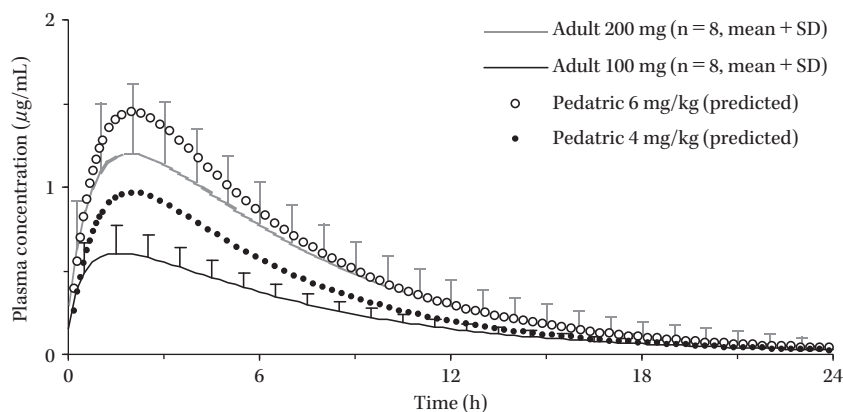 2
Adult 200 mg (n = 8, mean + SD)
Adult 100 mg (n = 8, mean + SD)
Pediatric 6 mg/kg (predicted)
Pediatric 4 mg/kg (predicted)
Plasma concentration (μg/mL)
1
0
0 6 12 18 24
Time (h)